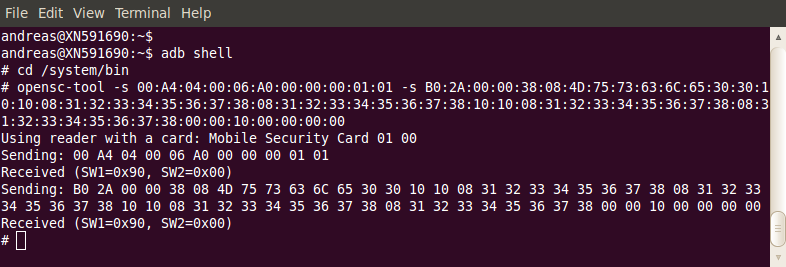 File Edit View Terminal Help
andreas@XN591690:~$
andreas@XN591690:~$ adb shell
# cd /system/bin
# opensc-tool -s 00:A4:04:00:06:A0:00:00:00:01:01 -s B0:2A:00:00:38:08:4D:75:73:63:6C:65:30:30:1
0:10:08:31:32:33:34:35:36:37:38:08:31:32:33:34:35:36:37:38:10:10:08:31:32:33:34:35:36:37:38:08:3
1:32:33:34:35:36:37:38:00:00:10:00:00:00:00
Using reader with a card: Mobile Security Card 01 00
Sending: 00 A4 04 00 06 A0 00 00 00 01 01
Received (SW1=0x90, SW2=0x00)
Sending: B0 2A 00 00 38 08 4D 75 73 63 6C 65 30 30 10 10 08 31 32 33 34 35 36 37 38 08 31 32 33
34 35 36 37 38 10 10 08 31 32 33 34 35 36 37 38 08 31 32 33 34 35 36 37 38 00 00 10 00 00 00 00
Received (SW1=0x90, SW2=0x00)
#